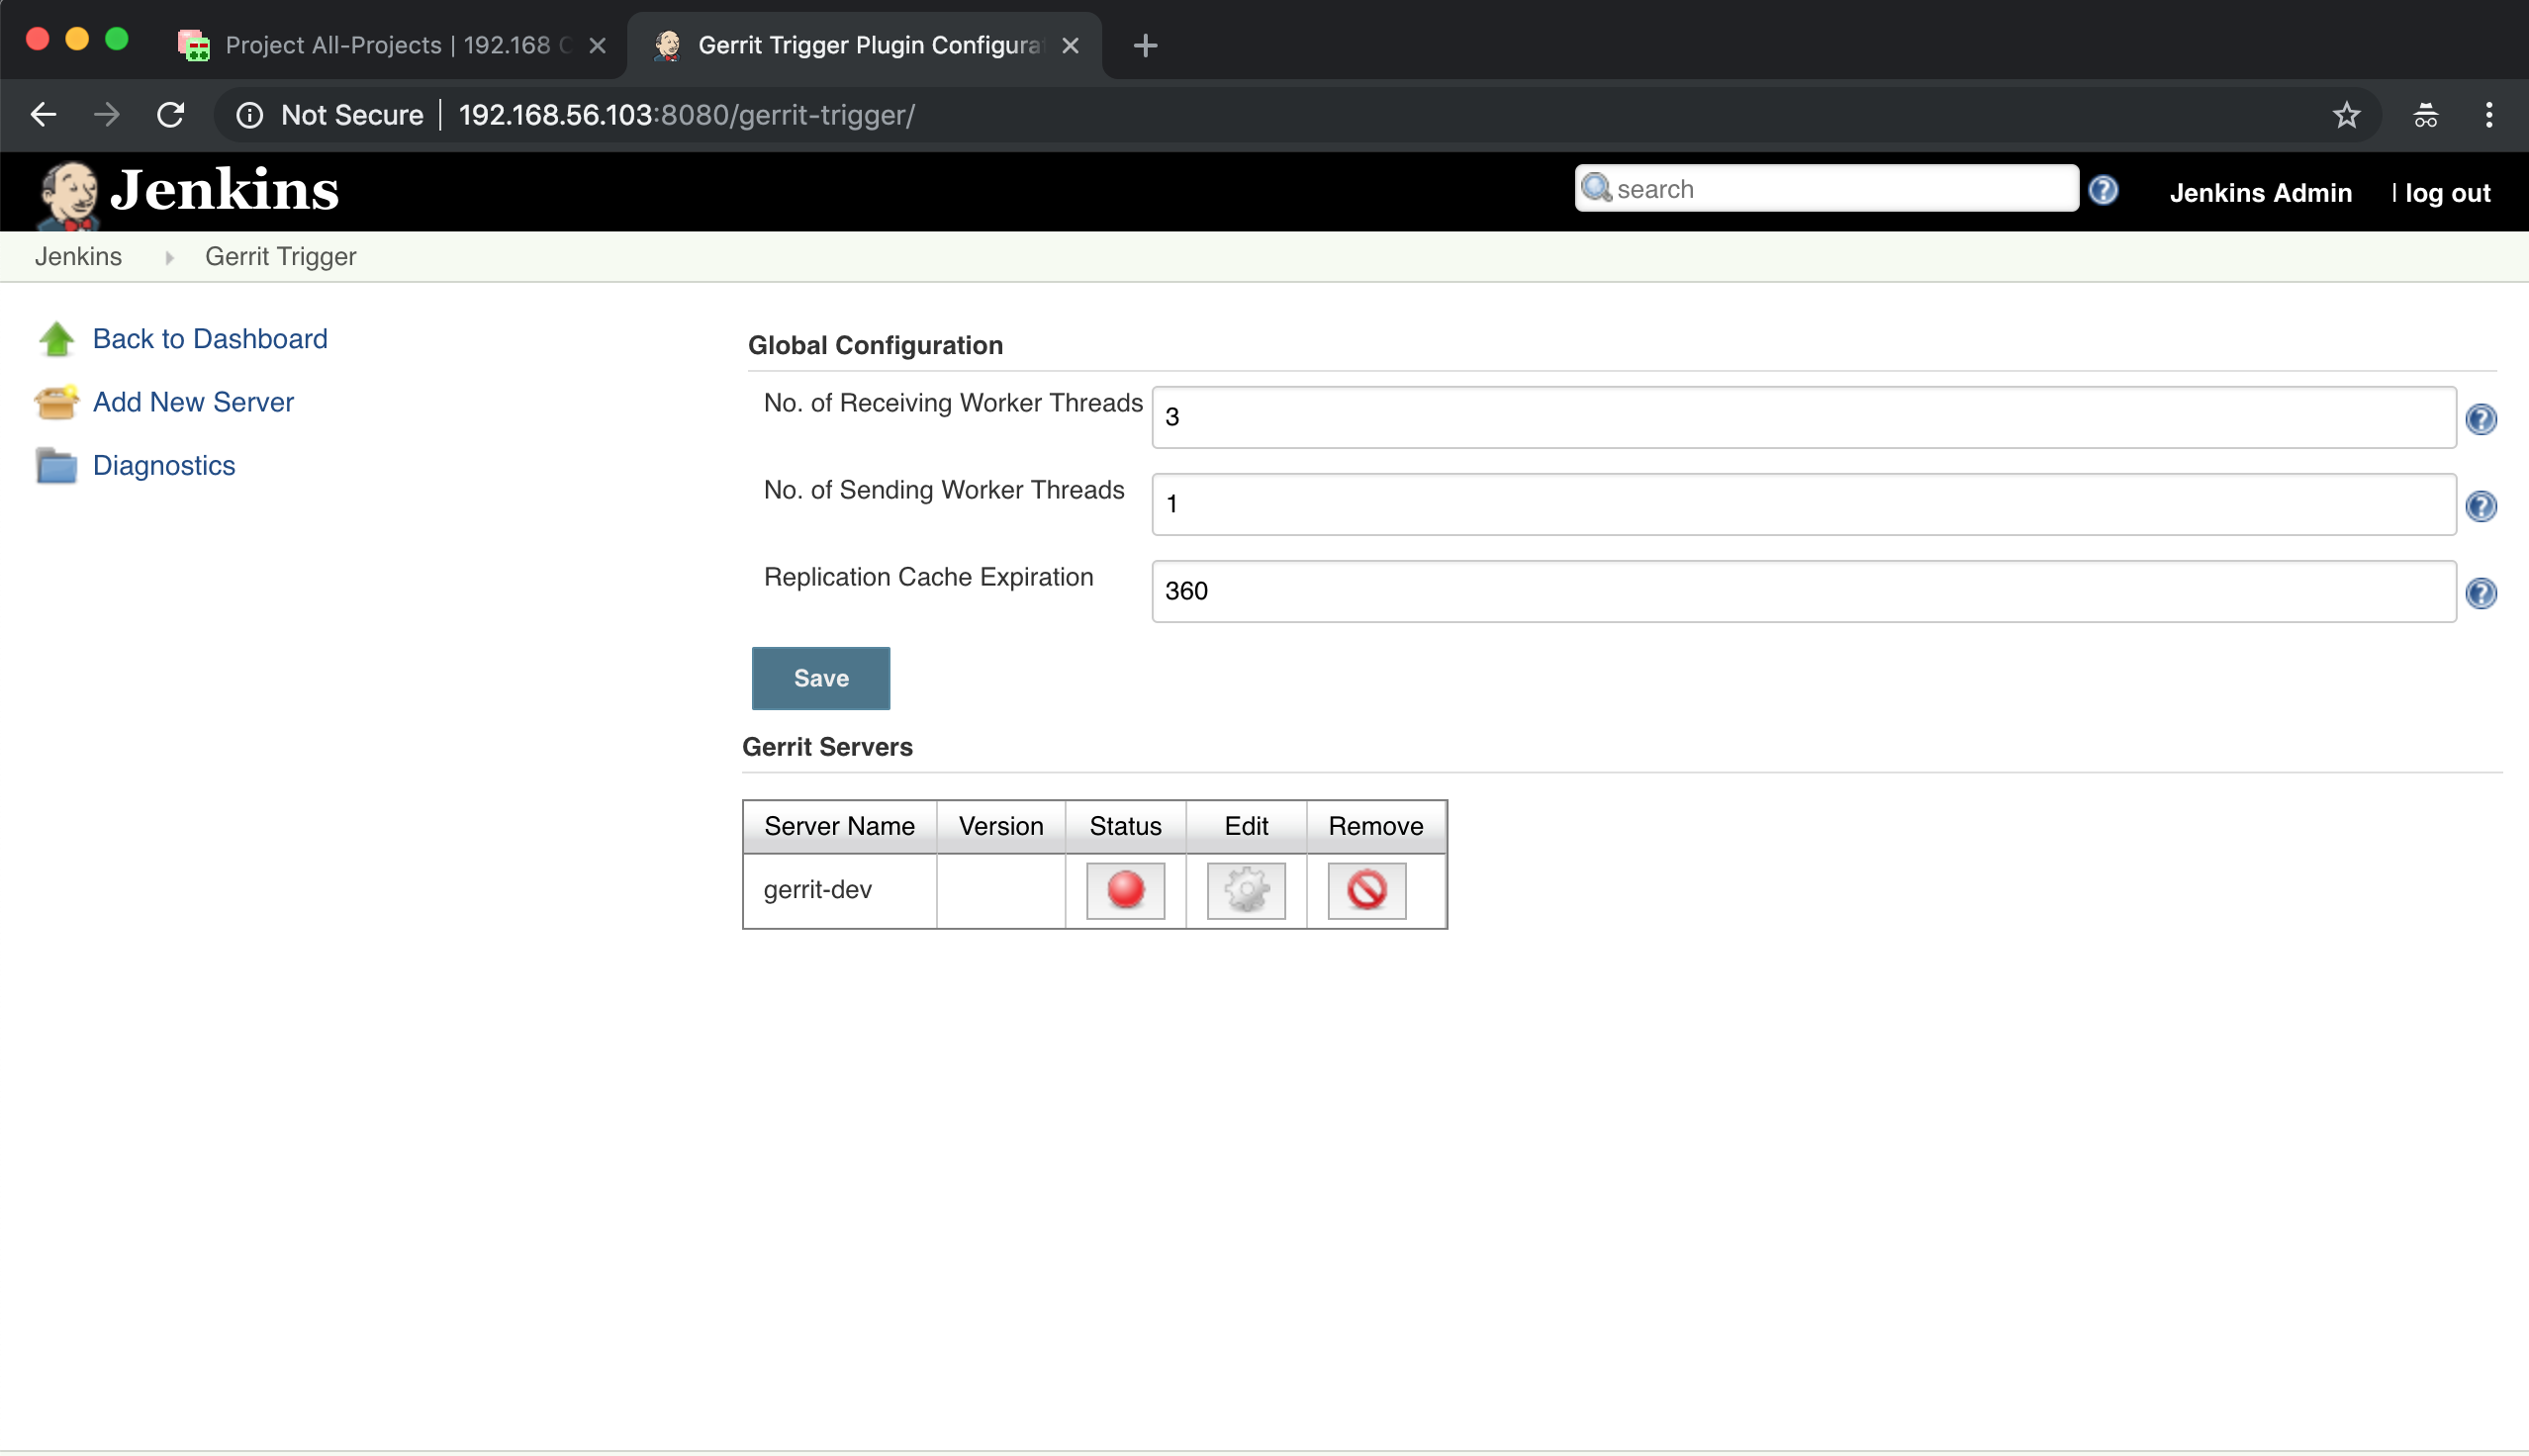 Project All-Projects | 192.168
Gerrit Trigger Plugin Configura
Not Secure | 192.168.56.103:8080/gerrit-trigger/
Jenkins
search
Jenkins Admin
| log out
Jenkins
Gerrit Trigger
Back to Dashboard
Add New Server
Diagnostics
Global Configuration
No. of Receiving Worker Threads
3
No. of Sending Worker Threads
1
Replication Cache Expiration
360
Save
Gerrit Servers
Server Name Version Status Edit Remove
gerrit-dev